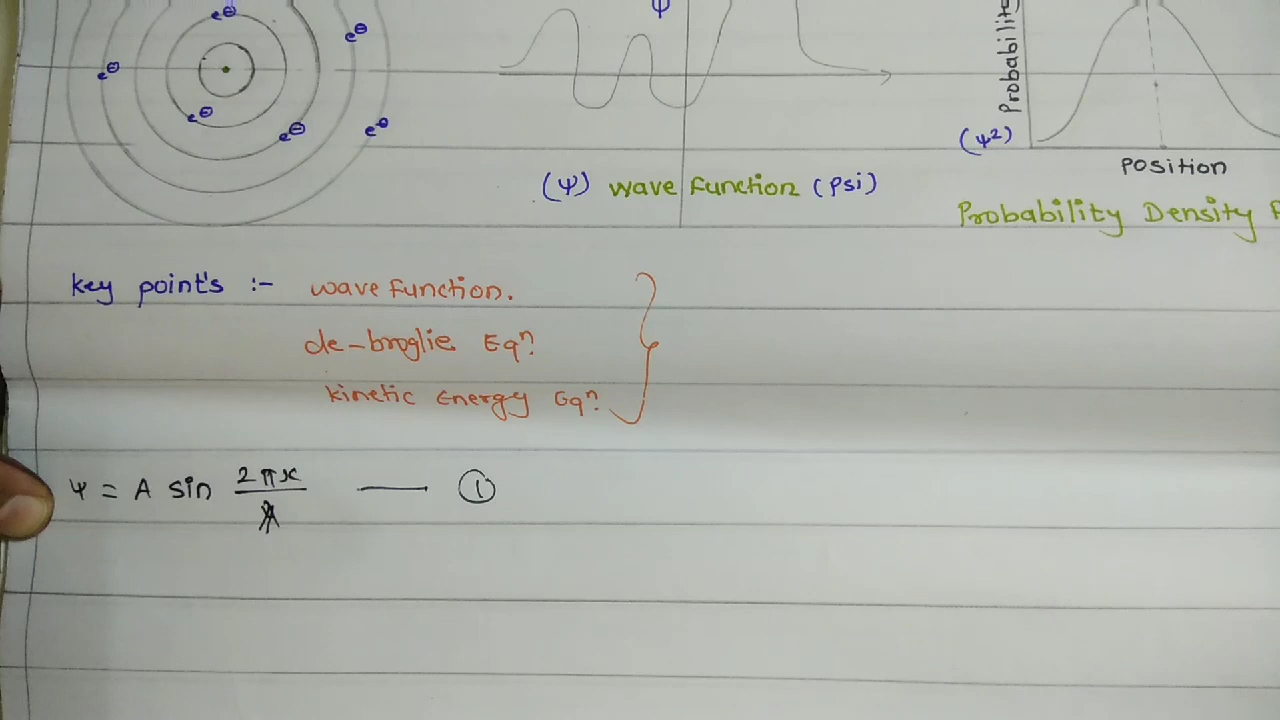 e⊖
e⊖
e⊖
e⊖
e⊖
e⊖
ψ
(ψ) wave function (Psi)
(ψ²)
Position
Probability Density
key point's :- wave function.
de-broglie Eqⁿ.
kinetic Energy Eqⁿ.
ψ = A sin 2πx/λ —— ①